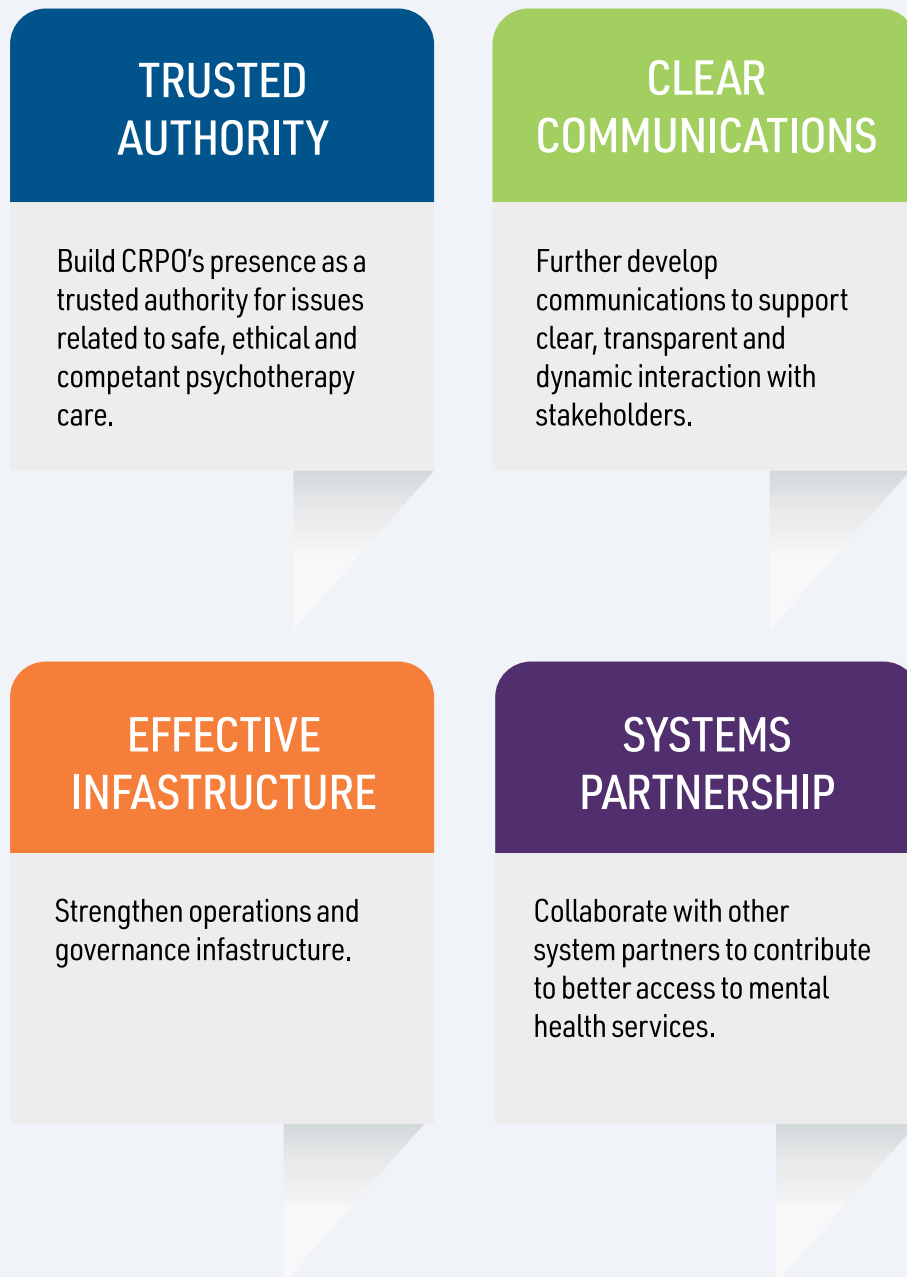 TRUSTED
AUTHORITY
Build CRPO's presence as a
trusted authority for issues
related to safe, ethical and
competant psychotherapy
care.
CLEAR
COMMUNICATIONS
Further develop
communications to support
clear, transparent and
dynamic interaction with
stakeholders.
EFFECTIVE
INFASTRUCTURE
Strengthen operations and
governance infastructure.
SYSTEMS
PARTNERSHIP
Collaborate with other
system partners to contribute
to better access to mental
health services.